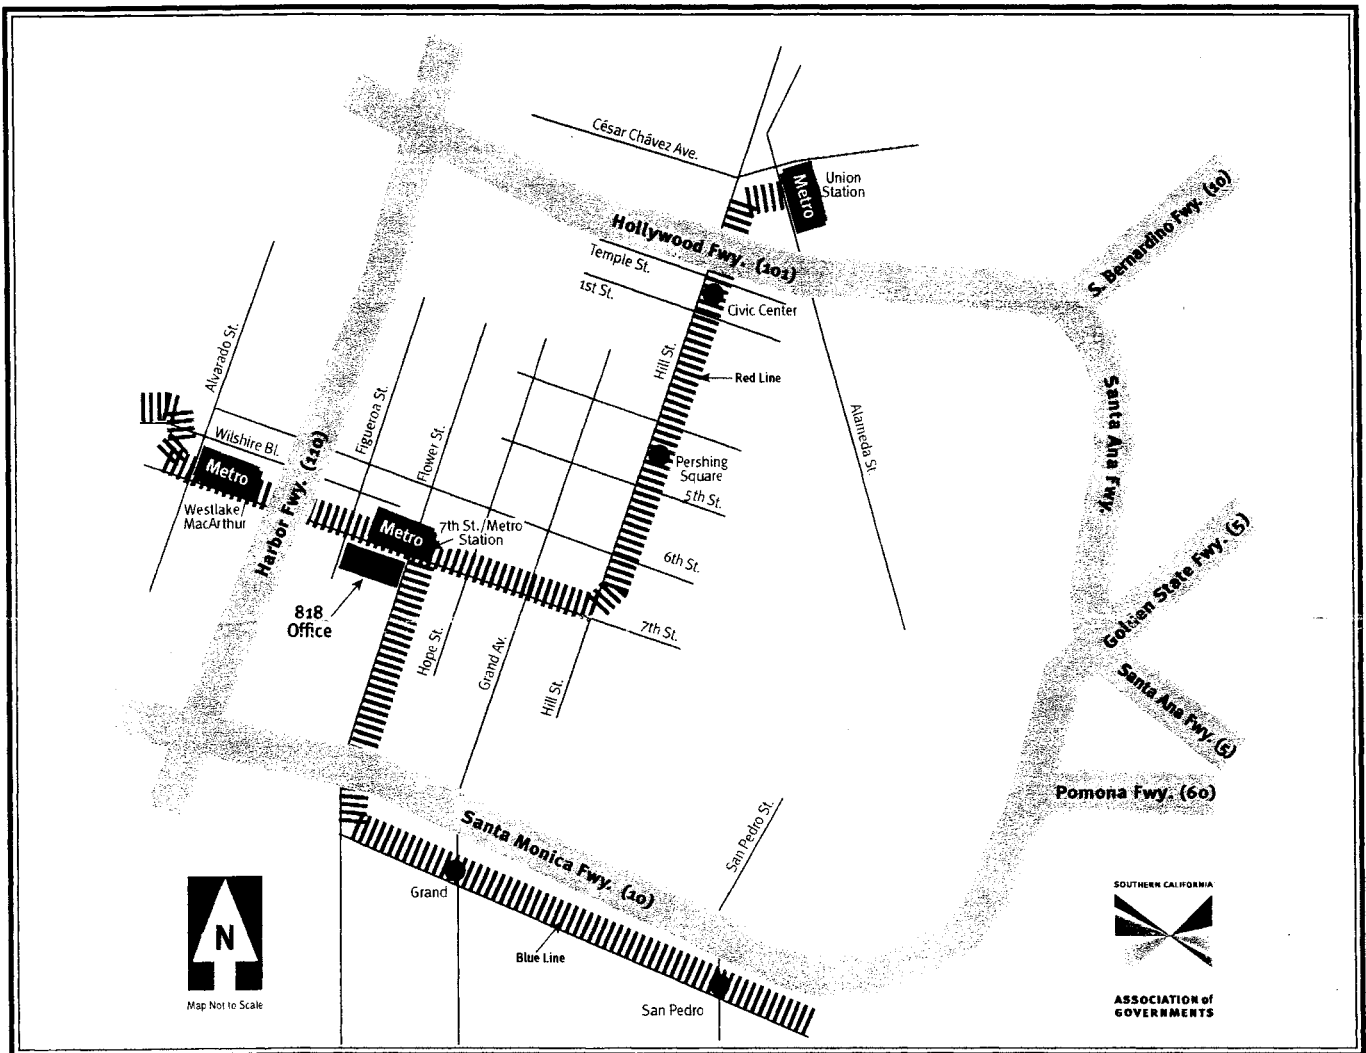 César Chávez Ave.
Metro
Union
Station
S. Bernardino Fwy. (10)
Hollywood Fwy. (101)
Temple St.
1st St.
Civic Center
Hill St.
Red Line
Alvarado St.
Figueroa St.
Flower St.
Alameda St.
Santa Ana Fwy.
Wilshire Bl.
Metro
Westlake/
MacArthur
Harbor Fwy. (110)
Pershing
Square
5th St.
Metro
7th St./Metro
Station
6th St.
Golden State Fwy. (5)
818
Office
7th St.
Hope St.
Grand Av.
Hill St.
Santa Ana Fwy. (5)
Pomona Fwy. (60)
Santa Monica Fwy. (10)
San Pedro St.
Grand
Blue Line
San Pedro
N
Map Not to Scale
SOUTHERN CALIFORNIA
ASSOCIATION of
GOVERNMENTS